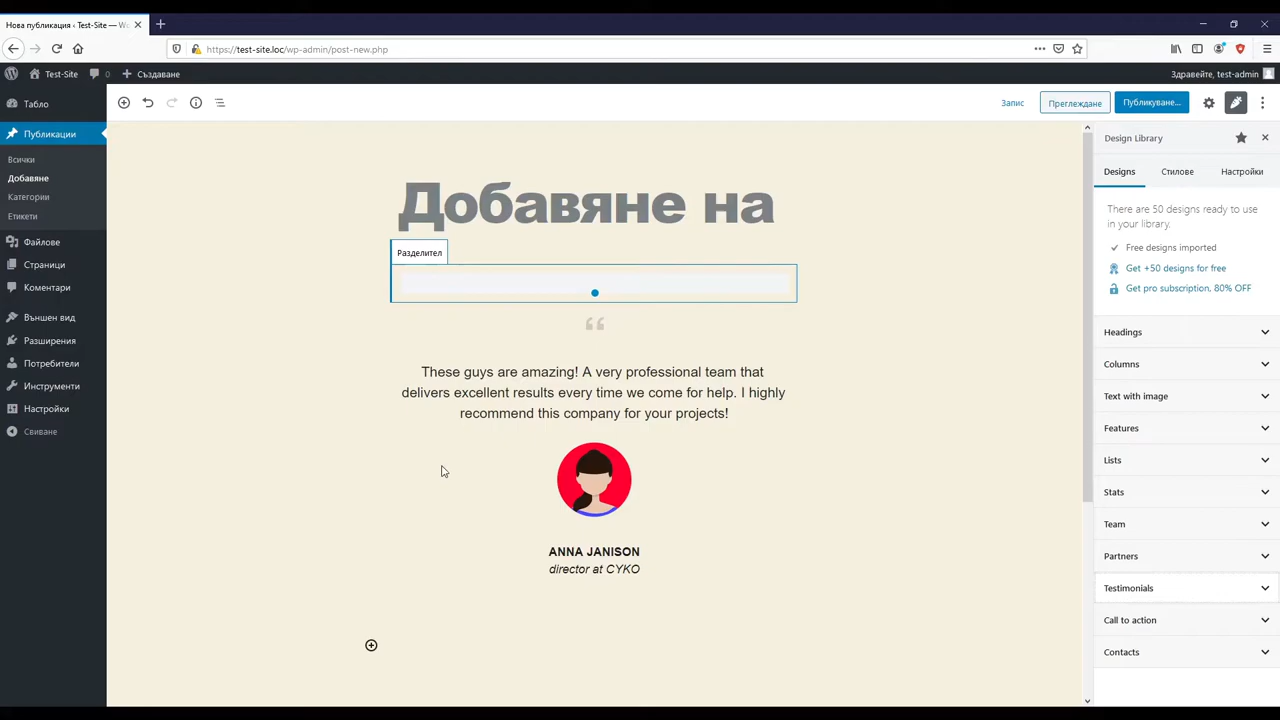 Нова публикация ‹ Test-Site — Wo
https://test-site.loc/wp-admin/post-new.php
Test-Site
0
Създаване
Здравейте, test-admin
Табло
Публикации
Всички
Добавяне
Категории
Етикети
Файлове
Страници
Коментари
Външен вид
Разширения
Потребители
Инструменти
Настройки
Свиване
Запис
Преглеждане
Публикуване...
Добавяне на
Разделител
“
These guys are amazing! A very professional team that
delivers excellent results every time we come for help. I highly
recommend this company for your projects!
ANNA JANISON
director at CYKO
Design Library
Designs
Стилове
Настройки
There are 50 designs ready to use
in your library.
Free designs imported
Get +50 designs for free
Get pro subscription, 80% OFF
Headings
Columns
Text with image
Features
Lists
Stats
Team
Partners
Testimonials
Call to action
Contacts